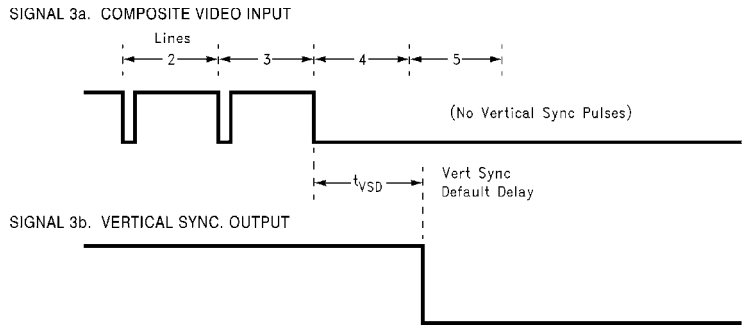 SIGNAL 3a. COMPOSITE VIDEO INPUT
Lines
2 3 4 5
(No Vertical Sync Pulses)
tVSD
Vert Sync
Default Delay
SIGNAL 3b. VERTICAL SYNC. OUTPUT